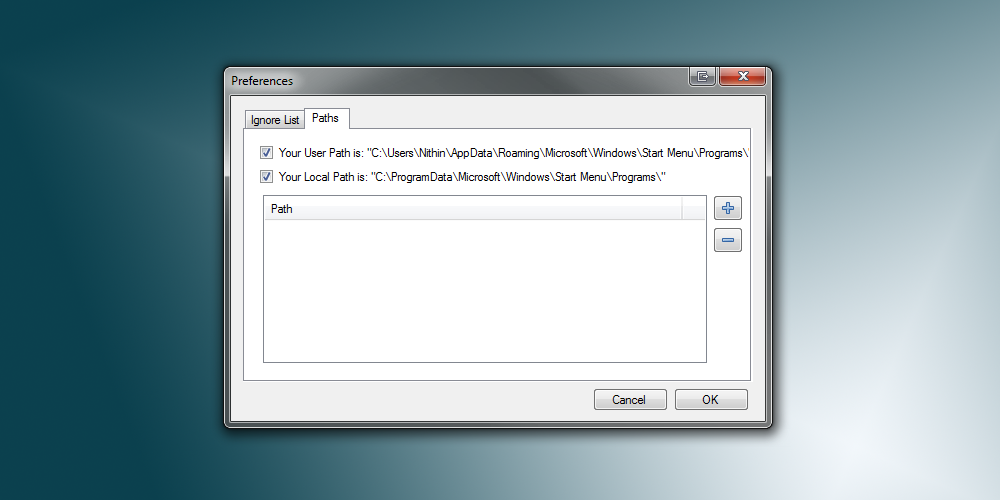 Preferences
Ignore List
Paths
Your User Path is: "C:\Users\Nithin\AppData\Roaming\Microsoft\Windows\Start Menu\Programs\"
Your Local Path is: "C:\ProgramData\Microsoft\Windows\Start Menu\Programs\"
Path
Cancel
OK